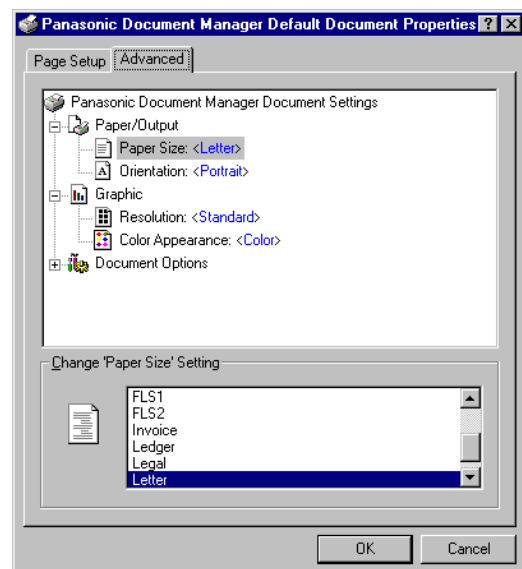 Panasonic Document Manager Default Document Properties
Page Setup
Advanced
Panasonic Document Manager Document Settings
Paper/Output
Paper Size: <Letter>
Orientation: <Portrait>
Graphic
Resolution: <Standard>
Color Appearance: <Color>
Document Options
Change 'Paper Size' Setting
FLS1
FLS2
Invoice
Ledger
Legal
Letter
OK
Cancel